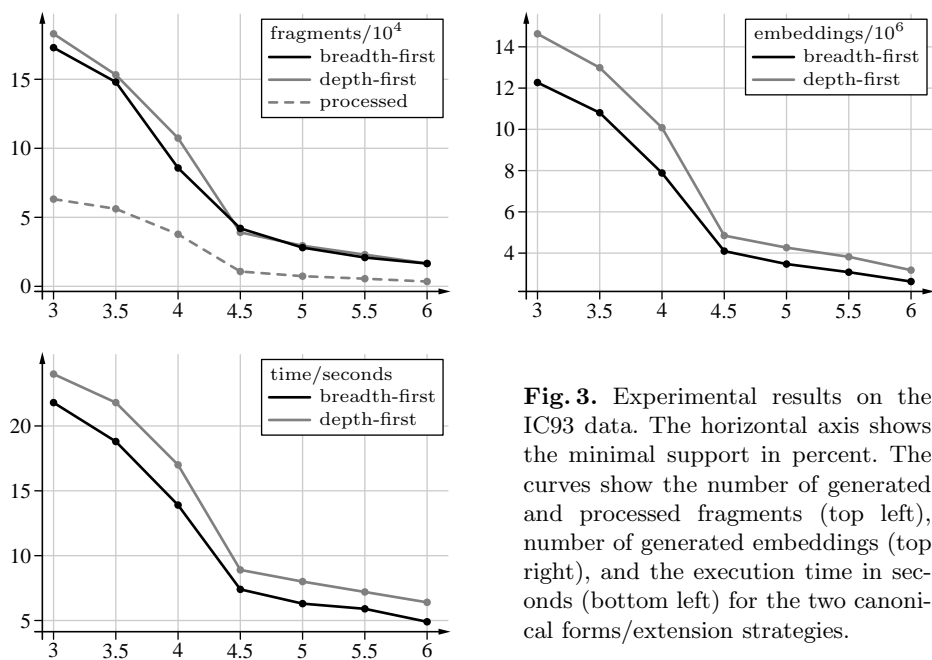 fragments/10⁴
breadth-first
depth-first
processed
15
10
5
0
3 3.5 4 4.5 5 5.5 6
embeddings/10⁶
breadth-first
depth-first
14
12
10
8
6
4
3 3.5 4 4.5 5 5.5 6
time/seconds
breadth-first
depth-first
20
15
10
5
3 3.5 4 4.5 5 5.5 6
Fig. 3. Experimental results on the
IC93 data. The horizontal axis shows
the minimal support in percent. The
curves show the number of generated
and processed fragments (top left),
number of generated embeddings (top
right), and the execution time in sec-
onds (bottom left) for the two canoni-
cal forms/extension strategies.